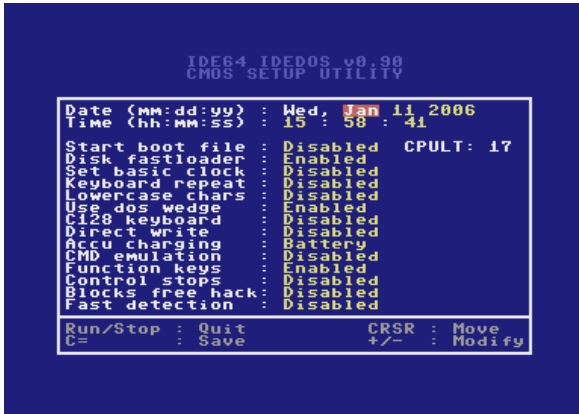 IDE64 IDEDOS v0.90
CMOS SETUP UTILITY
Date (mm:dd:yy) : Wed, Jan 11 2006
Time (hh:mm:ss) : 15 : 58 : 41
Start boot file : Disabled CPULT: 17
Disk fastloader : Enabled
Set basic clock : Disabled
Keyboard repeat : Disabled
Lowercase chars : Disabled
Use dos wedge : Enabled
C128 keyboard : Disabled
Direct write : Disabled
Accu charging : Battery
CMD emulation : Disabled
Function keys : Enabled
Control stops : Disabled
Blocks free hack: Disabled
Fast detection : Disabled
Run/Stop : Quit CRSR : Move
C= : Save +/- : Modify